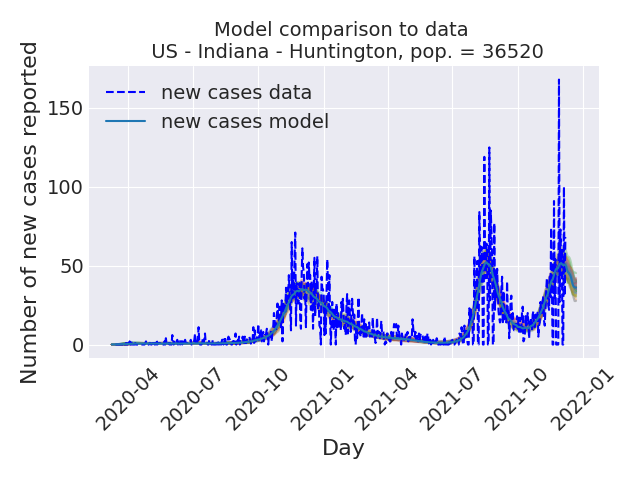 Model comparison to data
US - Indiana - Huntington, pop. = 36520
new cases data
new cases model
Number of new cases reported
150
100
50
0
2020-04
2020-07
2020-10
2021-01
2021-04
2021-07
2021-10
2022-01
Day